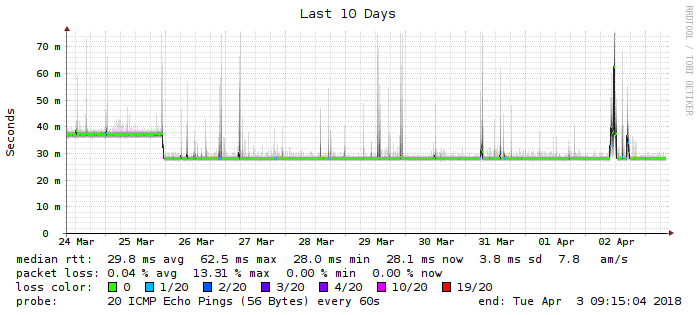 Last 10 Days
RRDTOOL / TOBI OETIKER
Seconds
70 m
60 m
50 m
40 m
30 m
20 m
10 m
0
24 Mar 25 Mar 26 Mar 27 Mar 28 Mar 29 Mar 30 Mar 31 Mar 01 Apr 02 Apr
median rtt: 29.8 ms avg 62.5 ms max 28.0 ms min 28.1 ms now 3.8 ms sd 7.8 am/s
packet loss: 0.04 % avg 13.31 % max 0.00 % min 0.00 % now
loss color: 0 1/20 2/20 3/20 4/20 10/20 19/20
probe: 20 ICMP Echo Pings (56 Bytes) every 60s end: Tue Apr 3 09:15:04 2018